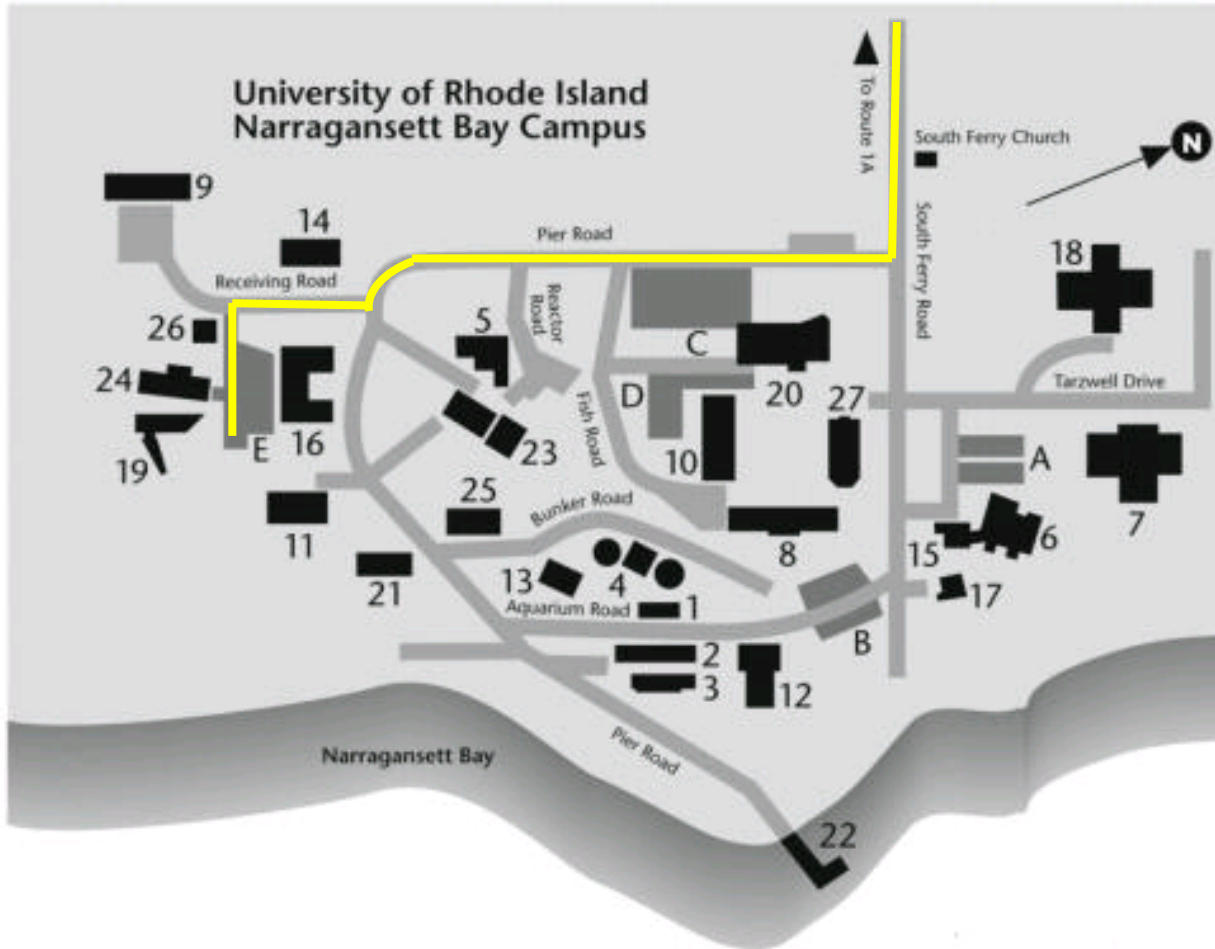 University of Rhode Island
Narragansett Bay Campus
To Route 1A
South Ferry Church
N
9
14
Pier Road
South Ferry Road
18
Receiving Road
Reactor
Road
26
5
C
24
D
20
27
Tarzwell Drive
Fish Road
19
E
16
23
10
A
25
Bunker Road
11
8
15
6
7
21
13
4
17
Aquarium Road
1
B
2
3
12
Pier Road
Narragansett Bay
22